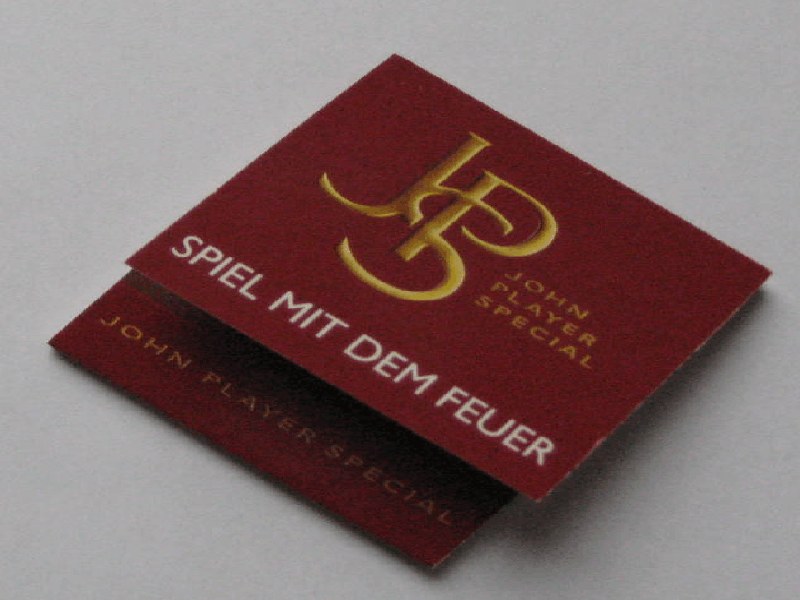 JPS
JOHN
PLAYER
SPECIAL
SPIEL MIT DEM FEUER
JOHN PLAYER SPECIAL